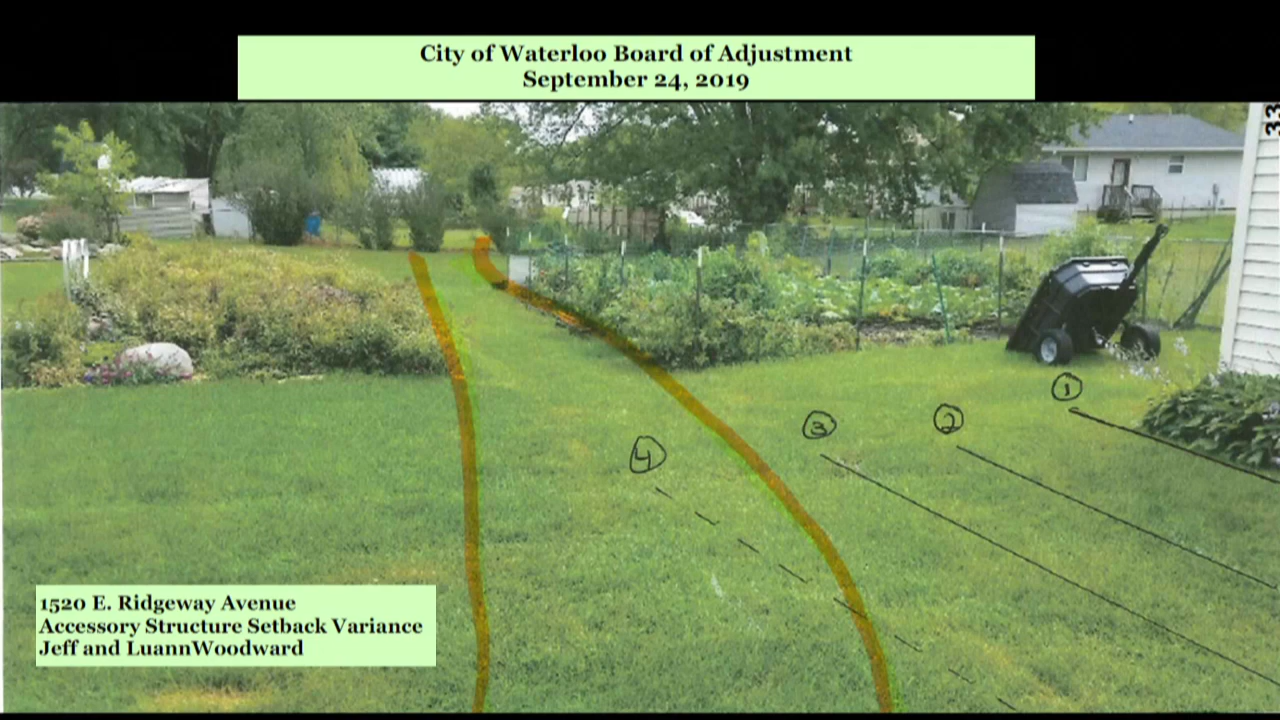 City of Waterloo Board of Adjustment
September 24, 2019
33
1
2
3
4
1520 E. Ridgeway Avenue
Accessory Structure Setback Variance
Jeff and LuannWoodward